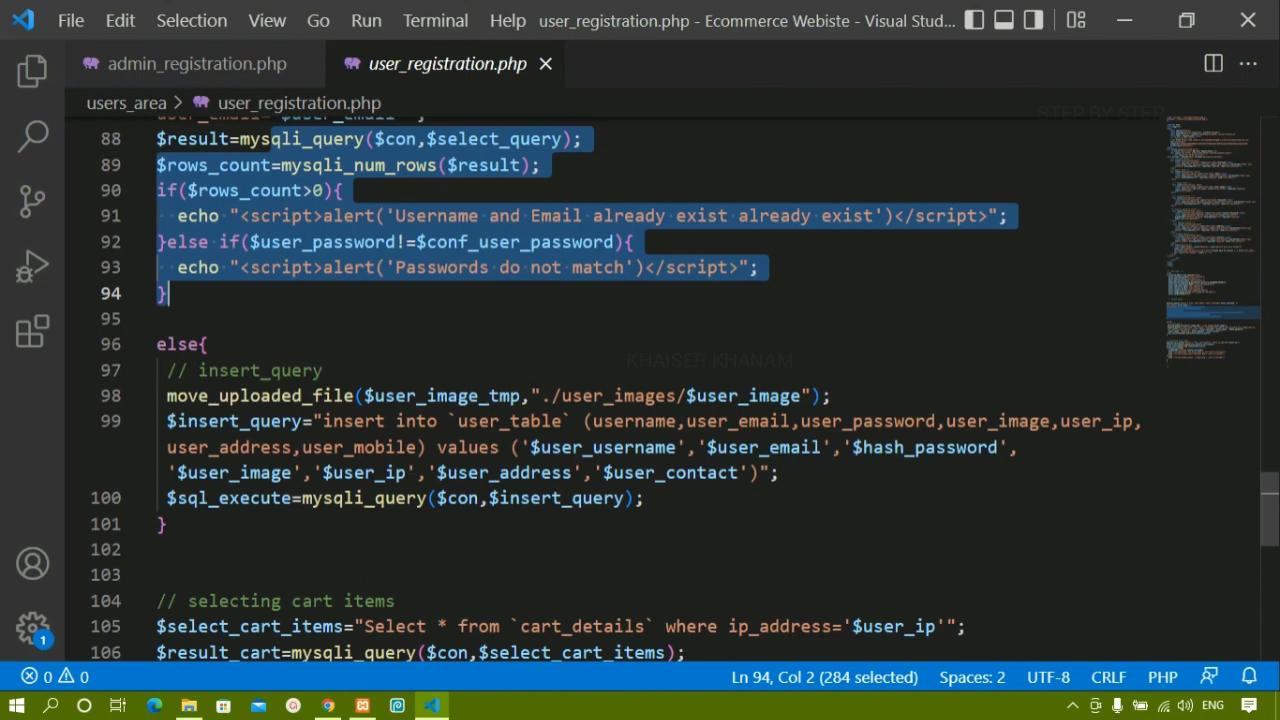 File Edit Selection View Go Run Terminal Help user_registration.php - Ecommerce Webiste - Visual Stud...
admin_registration.php user_registration.php
users_area > user_registration.php
STEP BY STEP
88 $result=mysqli_query($con,$select_query);
89 $rows_count=mysqli_num_rows($result);
90 if($rows_count>0){
91 echo "<script>alert('Username and Email already exist already exist')</script>";
92 }else if($user_password!=$conf_user_password){
93 echo "<script>alert('Passwords do not match')</script>";
94 }
95
96 else{
KHAISER KHANAM
97 // insert_query
98 move_uploaded_file($user_image_tmp,"./user_images/$user_image");
99 $insert_query="insert into `user_table` (username,user_email,user_password,user_image,user_ip,
user_address,user_mobile) values ('$user_username','$user_email','$hash_password',
'$user_image','$user_ip','$user_address','$user_contact')";
100 $sql_execute=mysqli_query($con,$insert_query);
101 }
102
103
104 // selecting cart items
105 $select_cart_items="Select * from `cart_details` where ip_address='$user_ip'";
106 $result_cart=mysqli_query($con,$select_cart_items);
1
0 0 Ln 94, Col 2 (284 selected) Spaces: 2 UTF-8 CRLF PHP
ENG